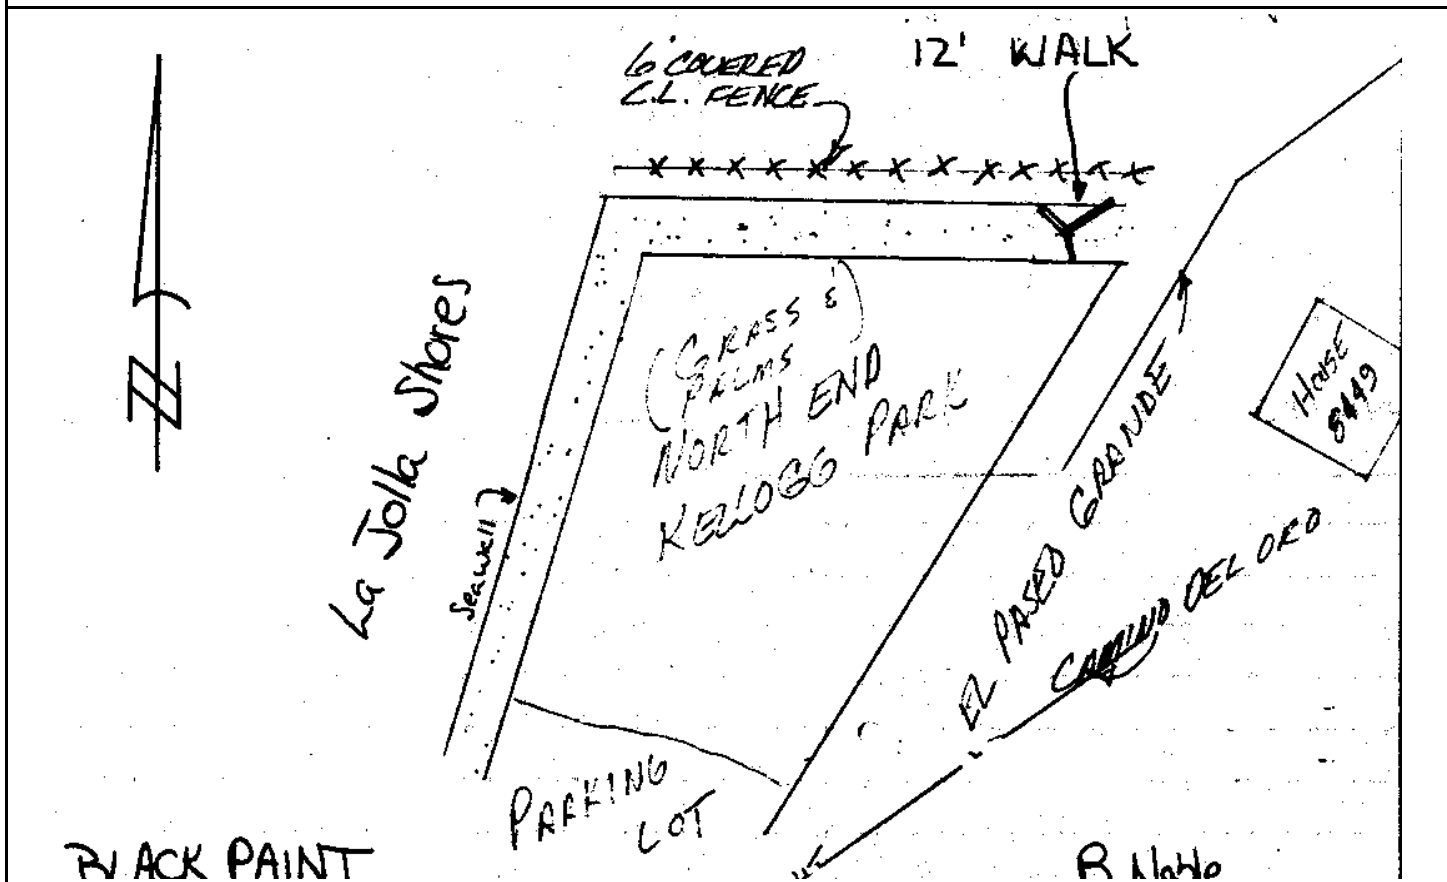 6' COVERED
C.L. FENCE
12' WALK
La Jolla Shores
(GRASS &
PALMS)
NORTH END
KELLOGG PARK
House
8449
Seawell
EL PASEO GRANDE
CAMINO DEL ORO
PARKING
LOT
BLACK PAINT
R Noble
N